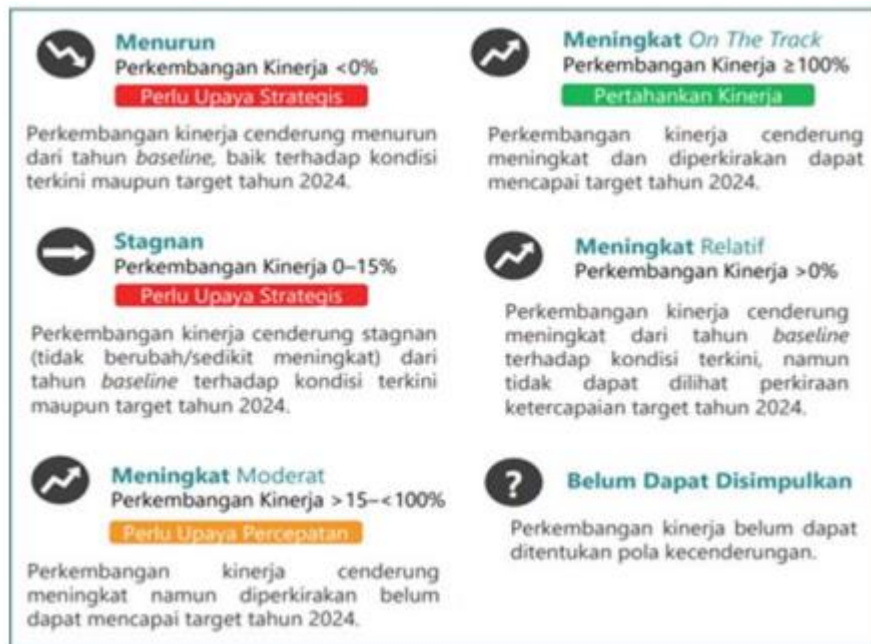 Menurun
Perkembangan Kinerja <0%
Perlu Upaya Strategis
Perkembangan kinerja cenderung menurun
dari tahun baseline, baik terhadap kondisi
terkini maupun target tahun 2024.
Stagnan
Perkembangan Kinerja 0–15%
Perlu Upaya Strategis
Perkembangan kinerja cenderung stagnan
(tidak berubah/sedikit meningkat) dari
tahun baseline terhadap kondisi terkini
maupun target tahun 2024.
Meningkat Moderat
Perkembangan Kinerja >15–<100%
Perlu Upaya Percepatan
Perkembangan kinerja cenderung
meningkat namun diperkirakan belum
dapat mencapai target tahun 2024.
Meningkat On The Track
Perkembangan Kinerja ≥100%
Pertahankan Kinerja
Perkembangan kinerja cenderung
meningkat dan diperkirakan dapat
mencapai target tahun 2024.
Meningkat Relatif
Perkembangan Kinerja >0%
Perkembangan kinerja cenderung
meningkat dari tahun baseline
terhadap kondisi terkini, namun
tidak dapat dilihat perkiraan
ketercapaian target tahun 2024.
?
Belum Dapat Disimpulkan
Perkembangan kinerja belum dapat
ditentukan pola kecenderungan.